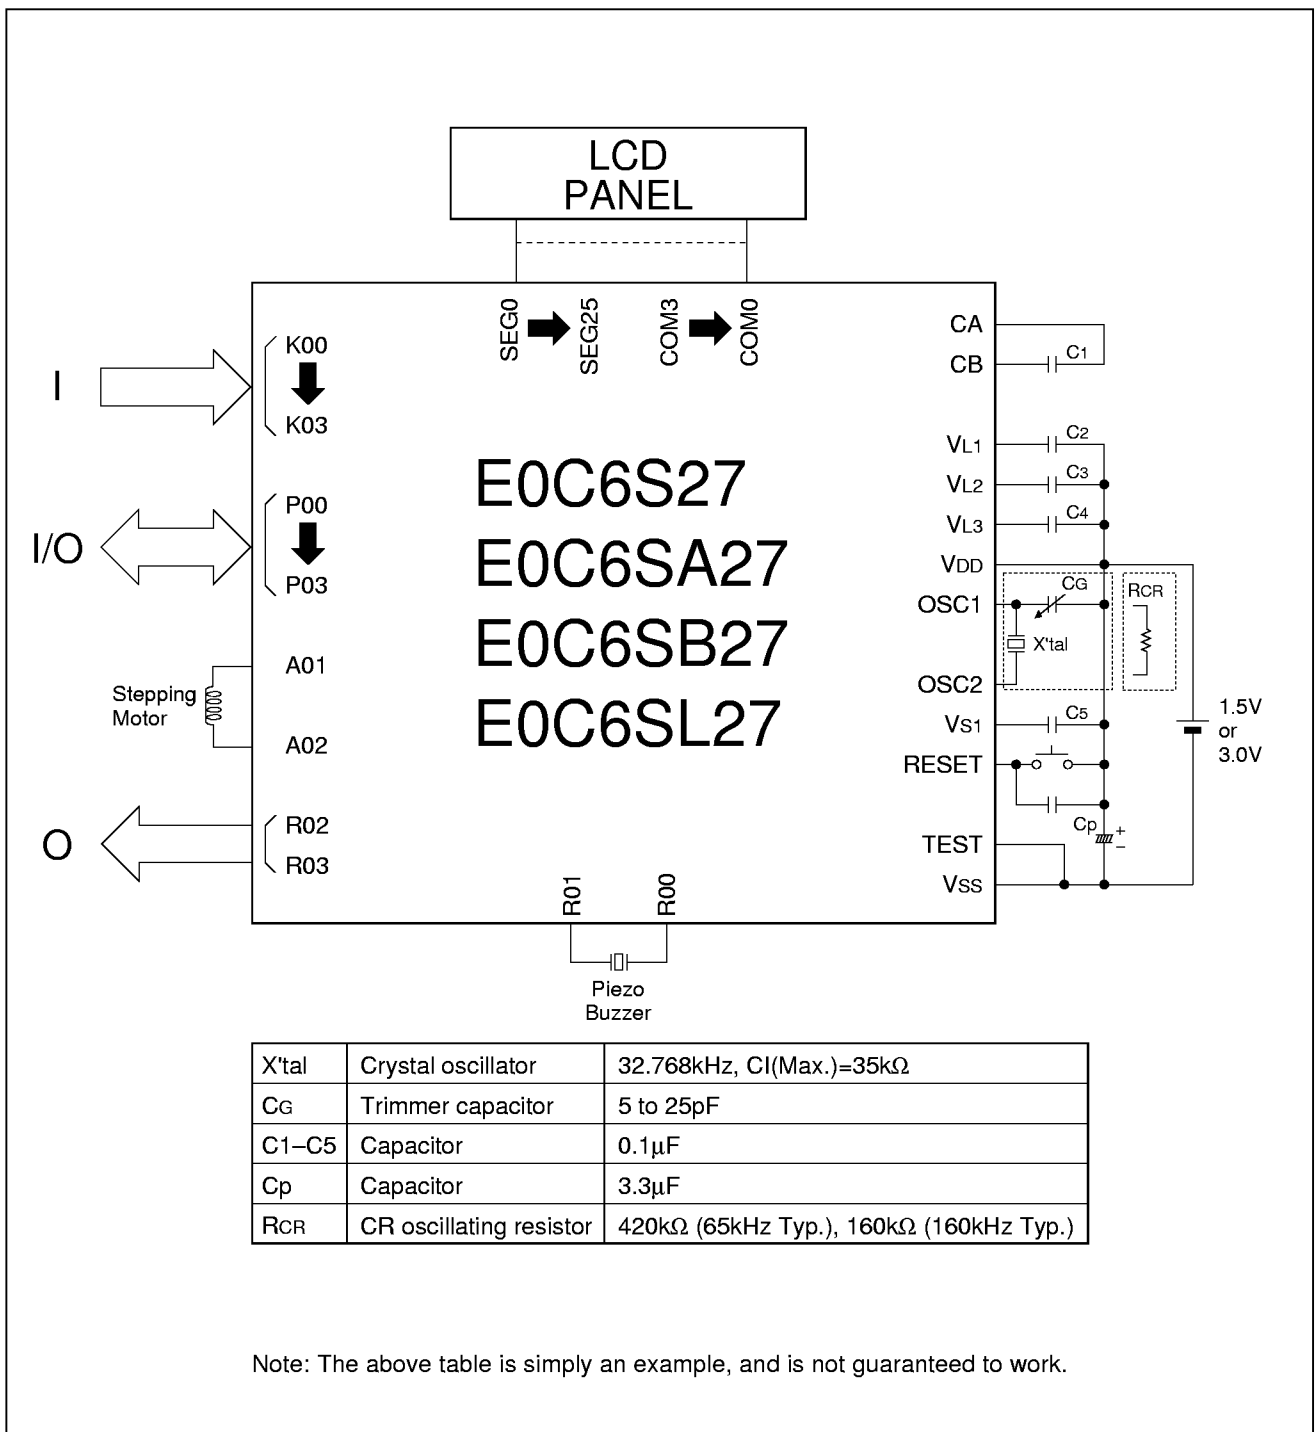 LCD
PANEL
SEG0
SEG25
COM3
COM0
I
K00
K03
I/O
P00
P03
Stepping
Motor
A01
A02
O
R02
R03
E0C6S27
E0C6SA27
E0C6SB27
E0C6SL27
CA
CB
C1
VL1
C2
VL2
C3
VL3
C4
VDD
OSC1
CG
RCR
X'tal
OSC2
VS1
C5
1.5V
or
3.0V
RESET
Cp
+
−
TEST
VSS
R01
R00
Piezo
Buzzer
X'tal Crystal oscillator 32.768kHz, CI(Max.)=35kΩ
CG Trimmer capacitor 5 to 25pF
C1–C5 Capacitor 0.1µF
Cp Capacitor 3.3µF
RCR CR oscillating resistor 420kΩ (65kHz Typ.), 160kΩ (160kHz Typ.)
Note: The above table is simply an example, and is not guaranteed to work.